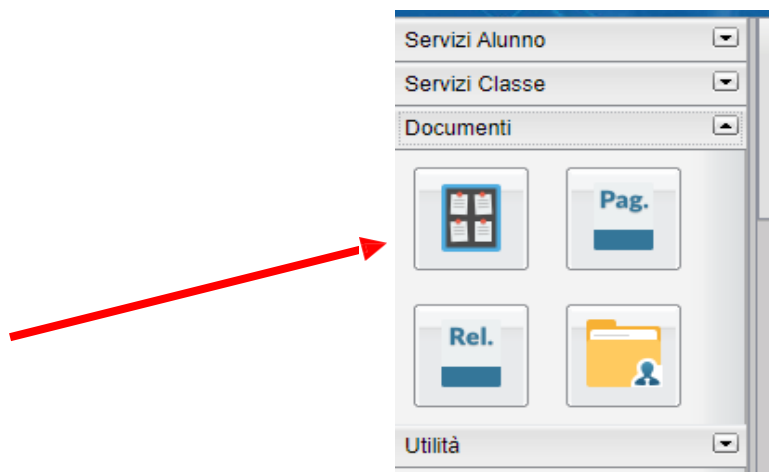 Servizi Alunno
Servizi Classe
Documenti
Pag.
Rel.
Utilità